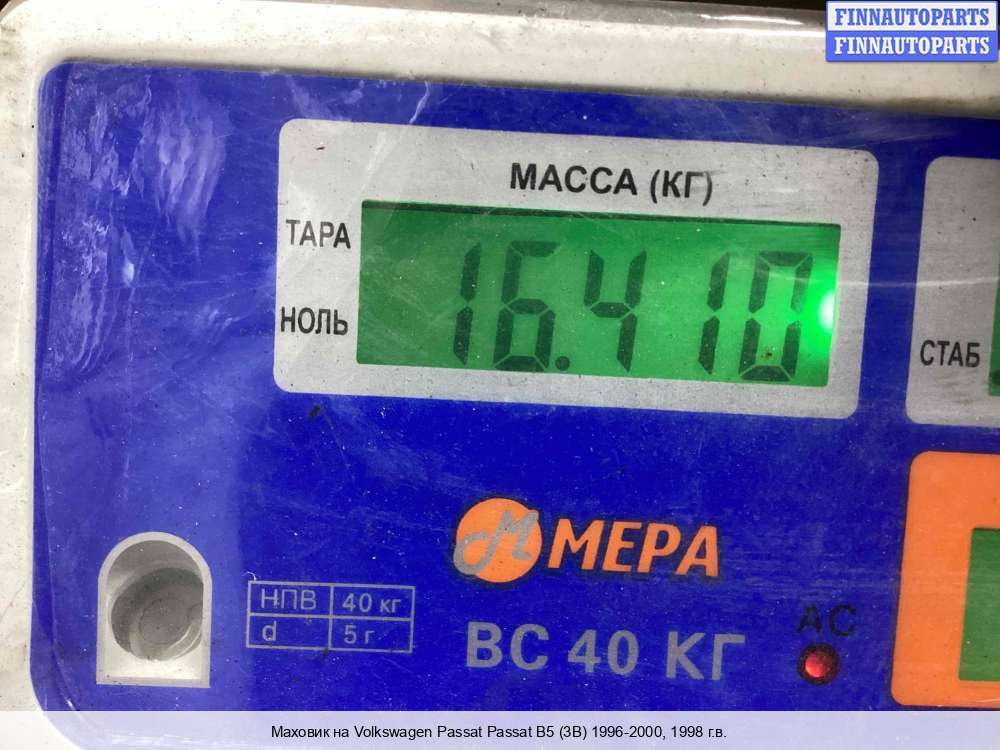 FINNAUTOPARTS
FINNAUTOPARTS
МАССА (КГ)
ТАРА
НОЛЬ
16.410
СТАБ
М МЕРА
НПВ 40 кг
d 5 г
ВС 40 КГ
АС
Маховик на Volkswagen Passat Passat B5 (3B) 1996-2000, 1998 г.в.